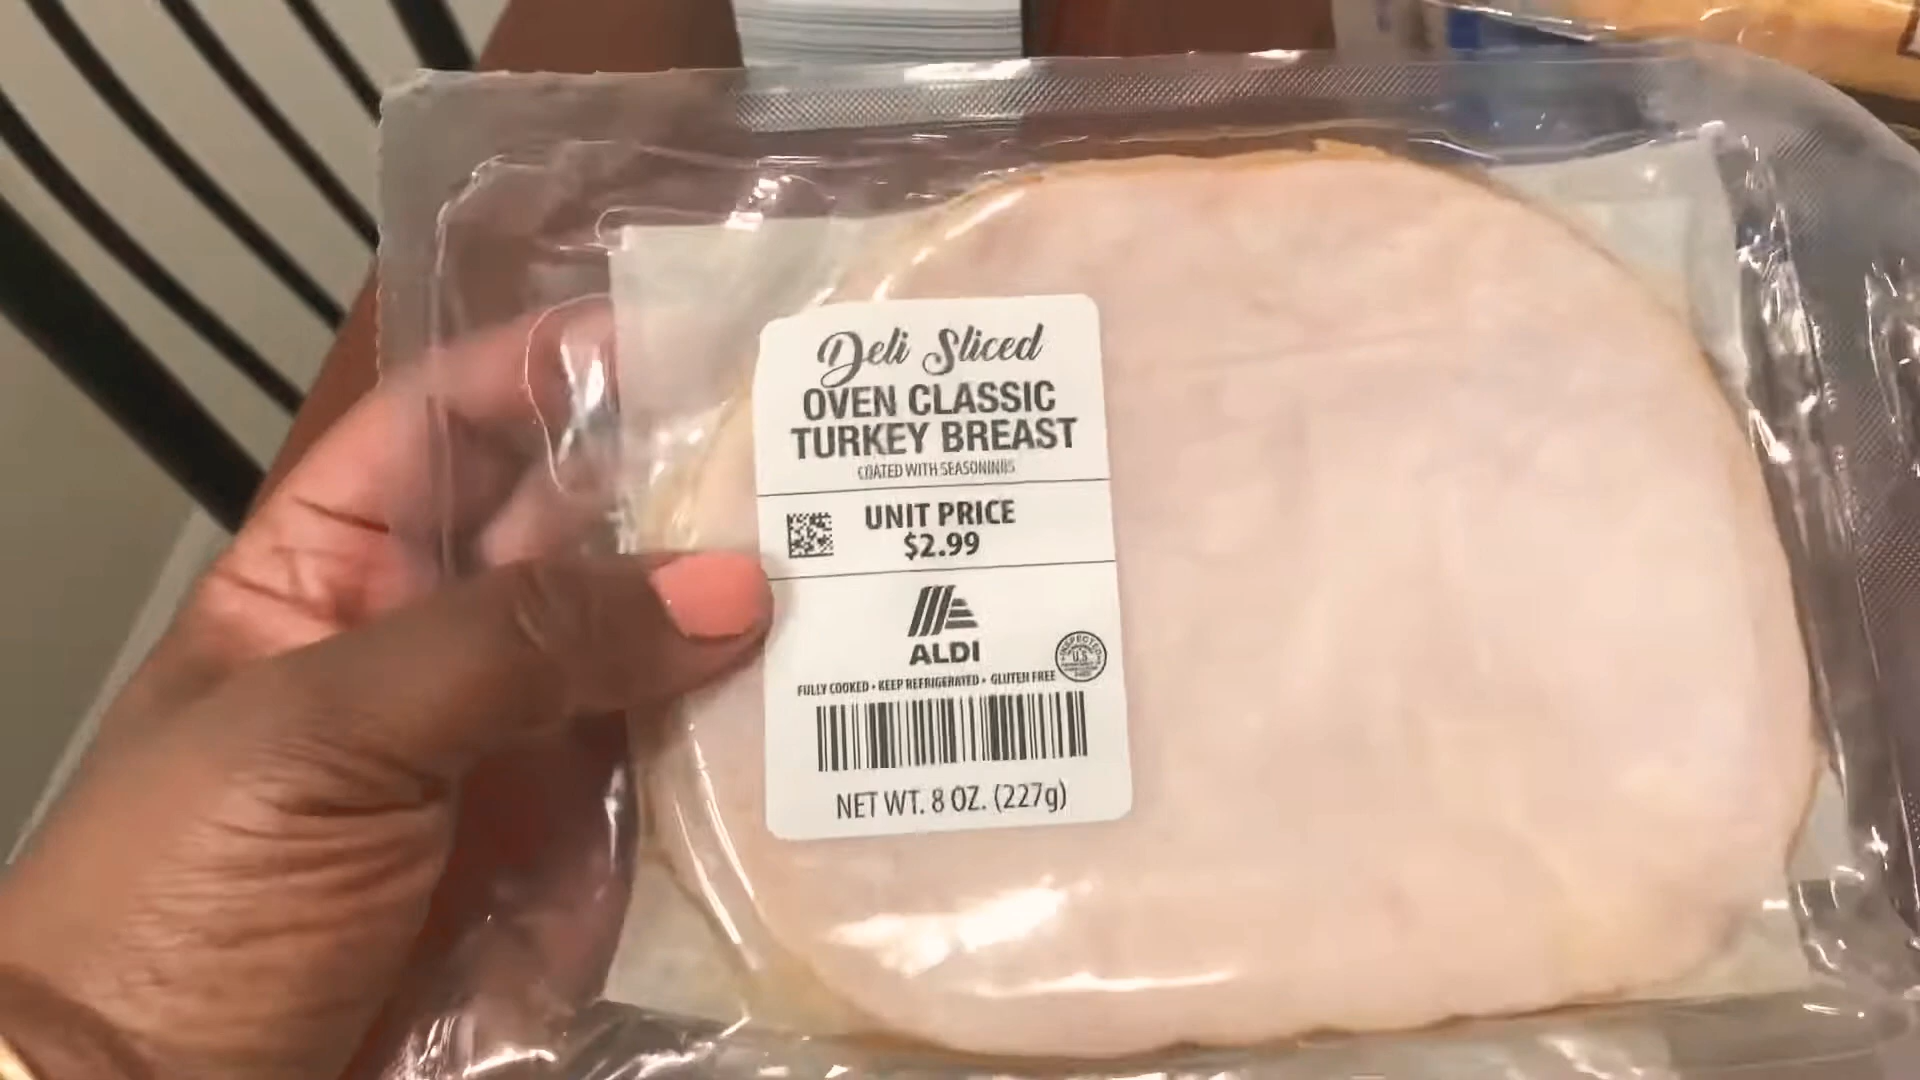 Deli Sliced
OVEN CLASSIC
TURKEY BREAST
COATED WITH SEASONINGS
UNIT PRICE
$2.99
ALDI
INSPECTED
U.S.
FULLY COOKED • KEEP REFRIGERATED • GLUTEN FREE
NET WT. 8 OZ. (227g)